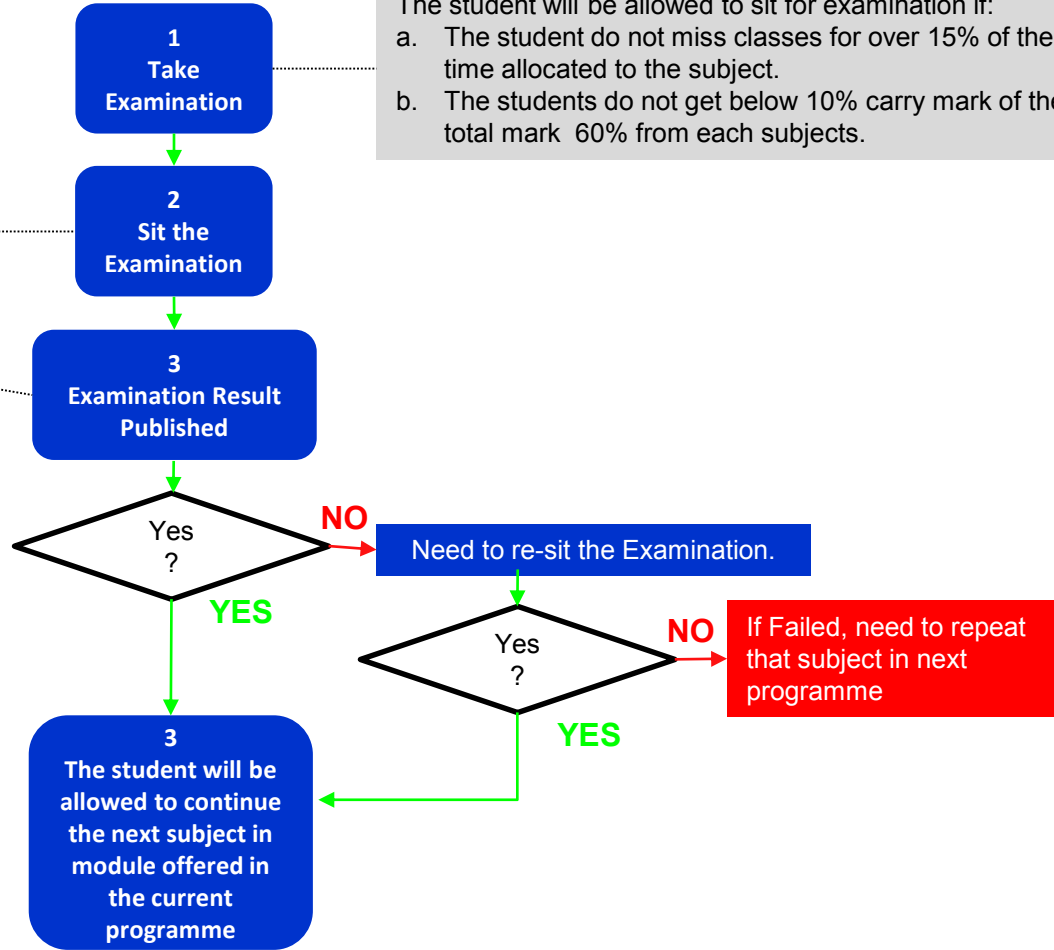 The student will be allowed to sit for examination if:
a. The student do not miss classes for over 15% of the
time allocated to the subject.
b. The students do not get below 10% carry mark of the
total mark 60% from each subjects.
1
Take
Examination
2
Sit the
Examination
3
Examination Result
Published
Yes
?
NO
Need to re-sit the Examination.
YES
Yes
?
NO
If Failed, need to repeat
that subject in next
programme
YES
3
The student will be
allowed to continue
the next subject in
module offered in
the current
programme